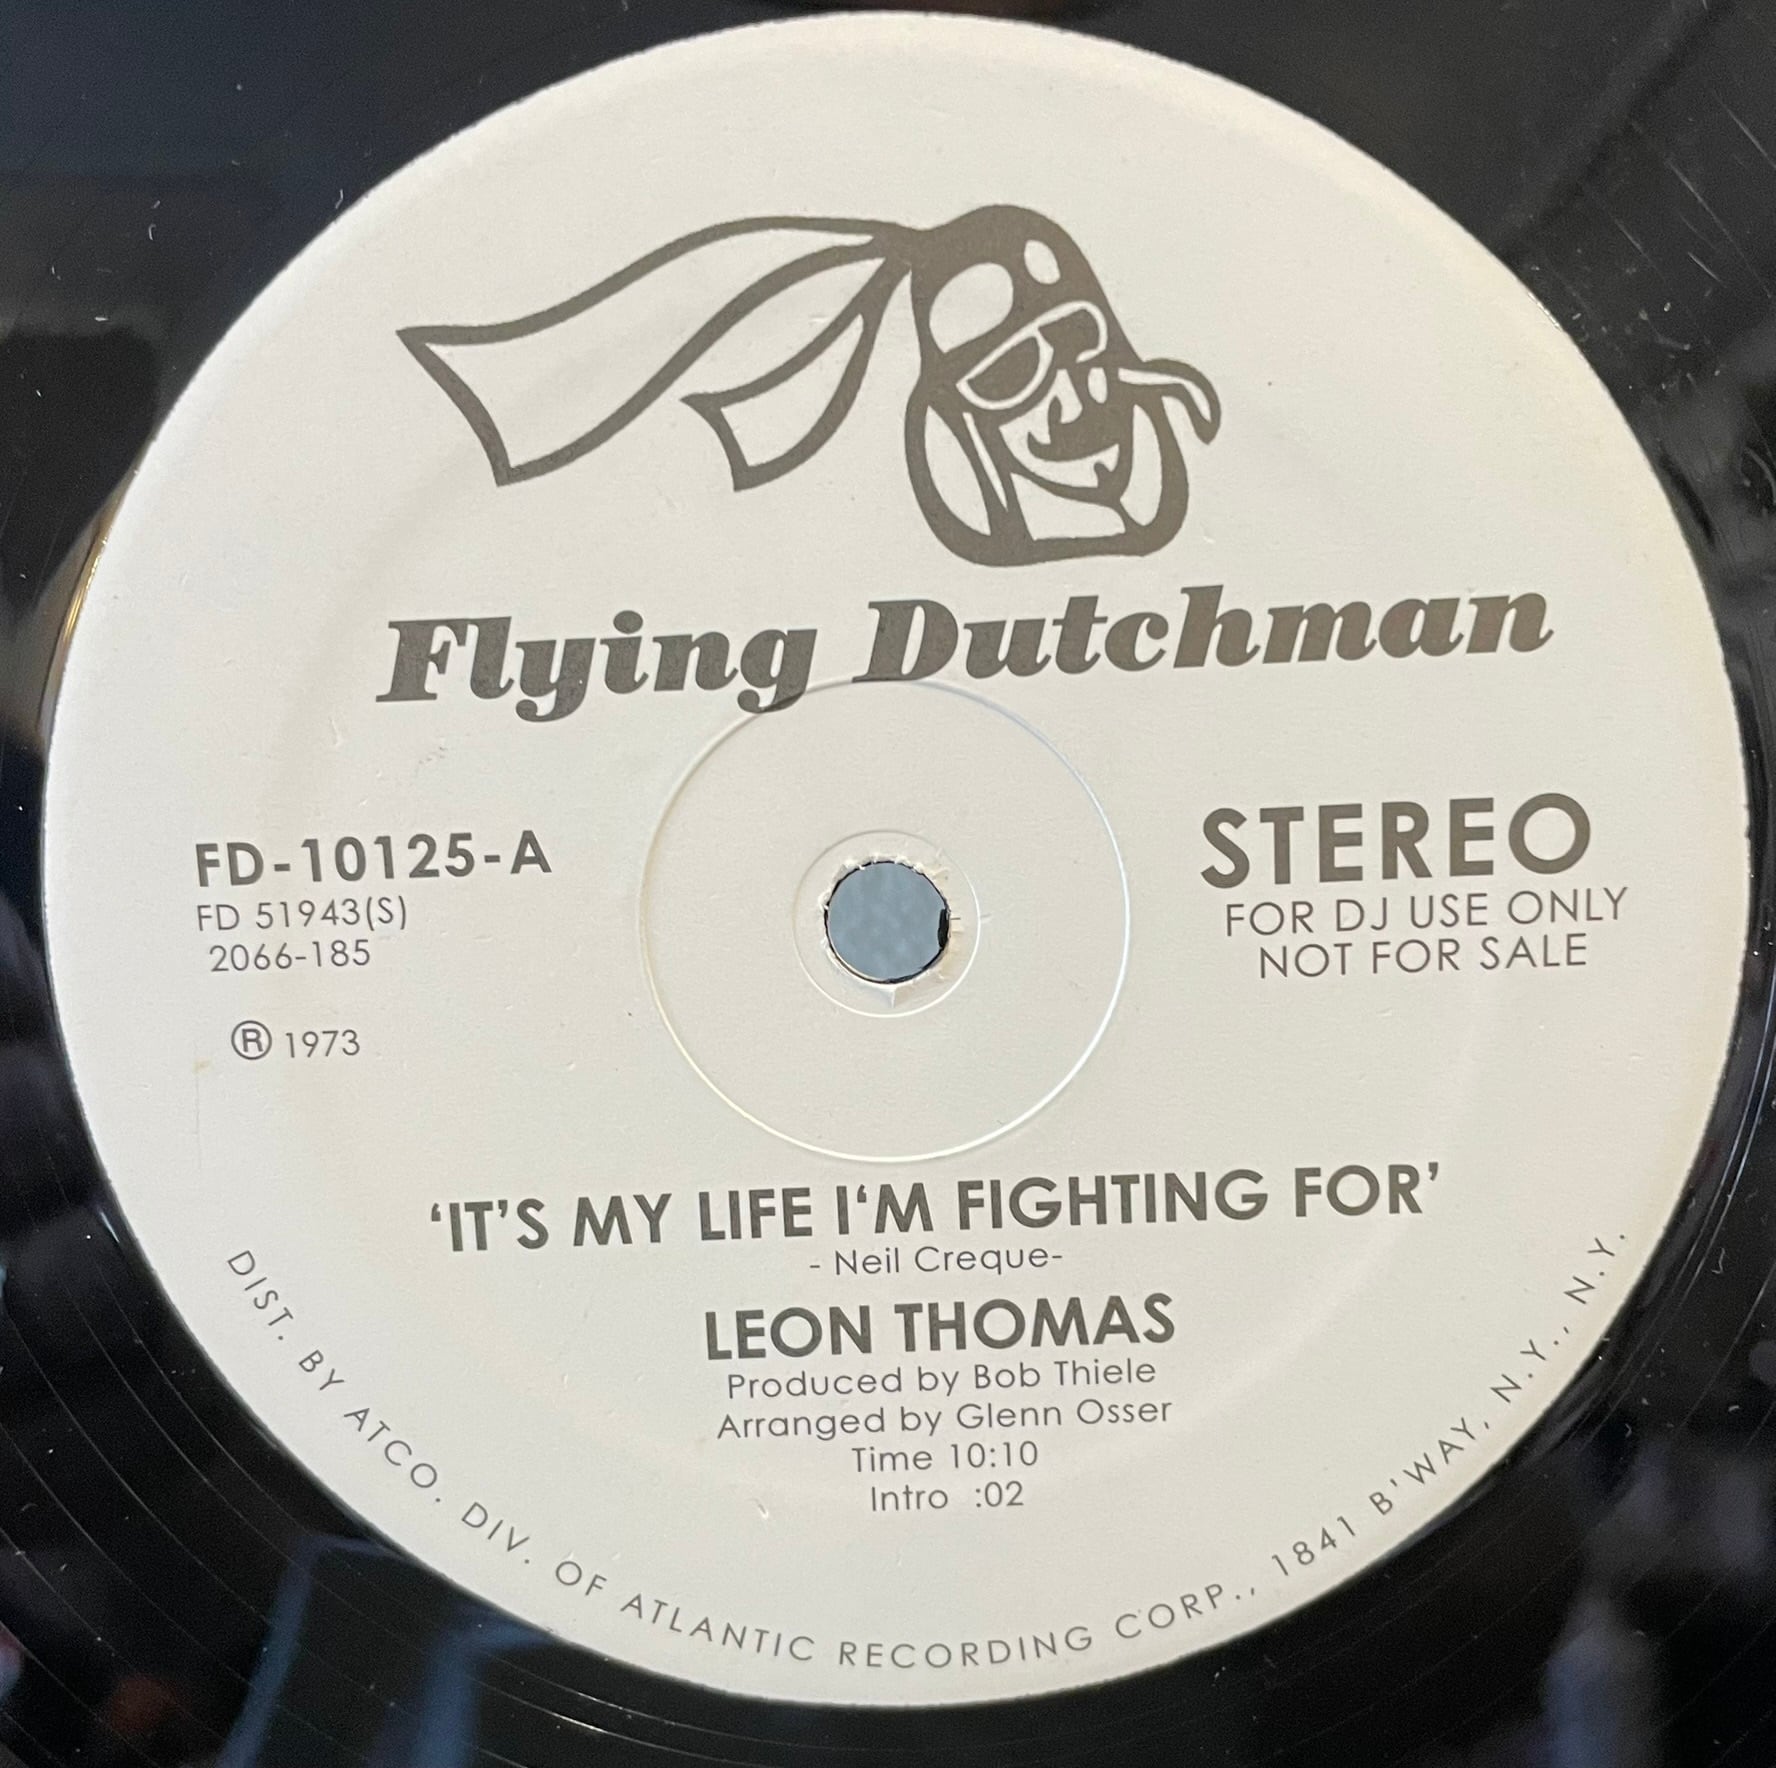 Flying Dutchman
FD-10125-A
FD 51943(S)
2066-185
Ⓡ 1973
STEREO
FOR DJ USE ONLY
NOT FOR SALE
‘IT’S MY LIFE I‘M FIGHTING FOR’
- Neil Creque-
LEON THOMAS
Produced by Bob Thiele
Arranged by Glenn Osser
Time 10:10
Intro :02
DIST. BY ATCO. DIV. OF ATLANTIC RECORDING CORP., 1841 B'WAY, N.Y., N.Y.